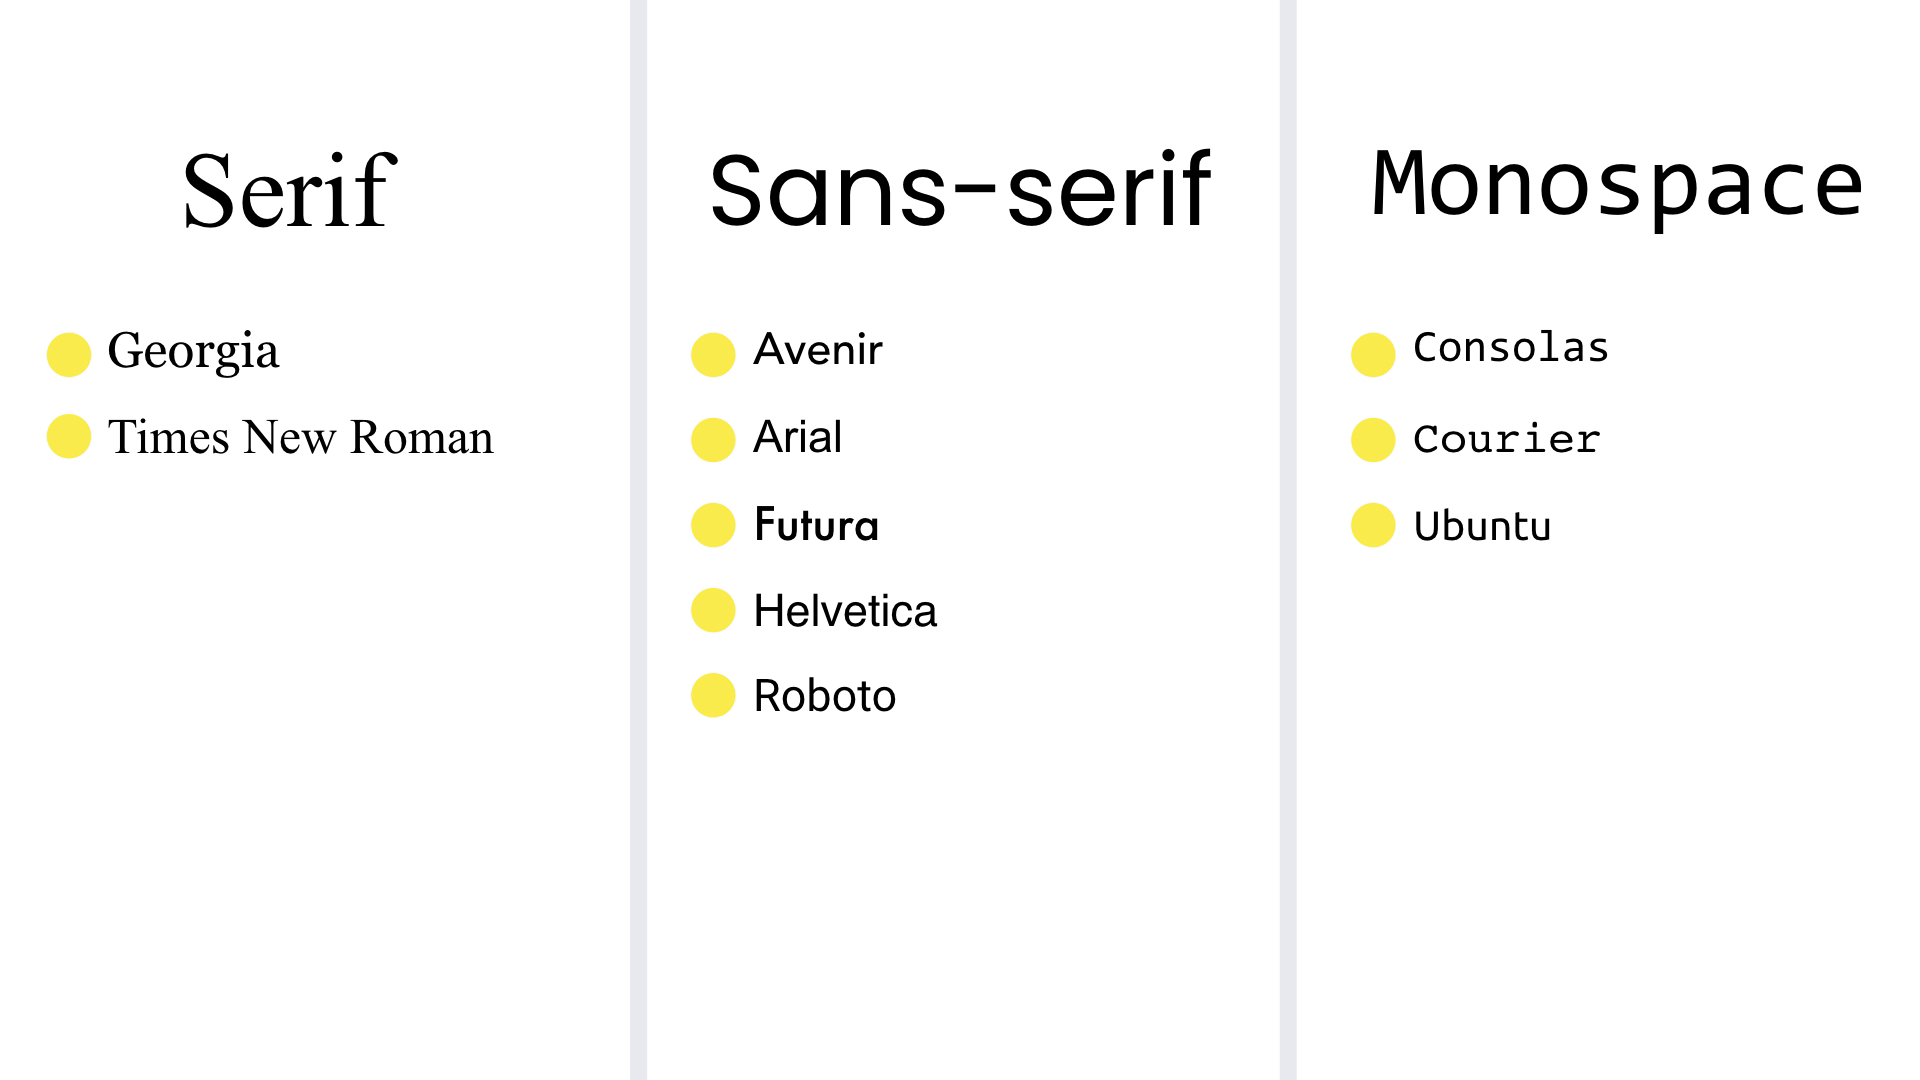 Serif
Georgia
Times New Roman
Sans-serif
Avenir
Arial
Futura
Helvetica
Roboto
Monospace
Consolas
Courier
Ubuntu